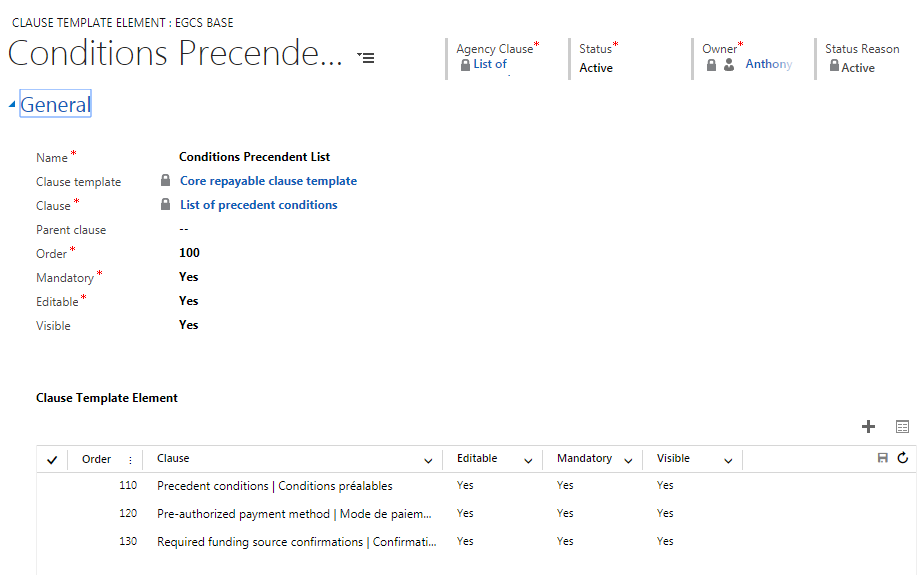 CLAUSE TEMPLATE ELEMENT : EGCS BASE
Conditions Precende...
Agency Clause* Status* Owner* Status Reason
List of Active Anthony Active
General
Name* Conditions Precendent List
Clause template Core repayable clause template
Clause* List of precedent conditions
Parent clause --
Order* 100
Mandatory* Yes
Editable* Yes
Visible Yes
Clause Template Element
Order Clause Editable Mandatory Visible
110 Precedent conditions | Conditions préalables Yes Yes Yes
120 Pre-authorized payment method | Mode de paiem... Yes Yes Yes
130 Required funding source confirmations | Confirmati... Yes Yes Yes